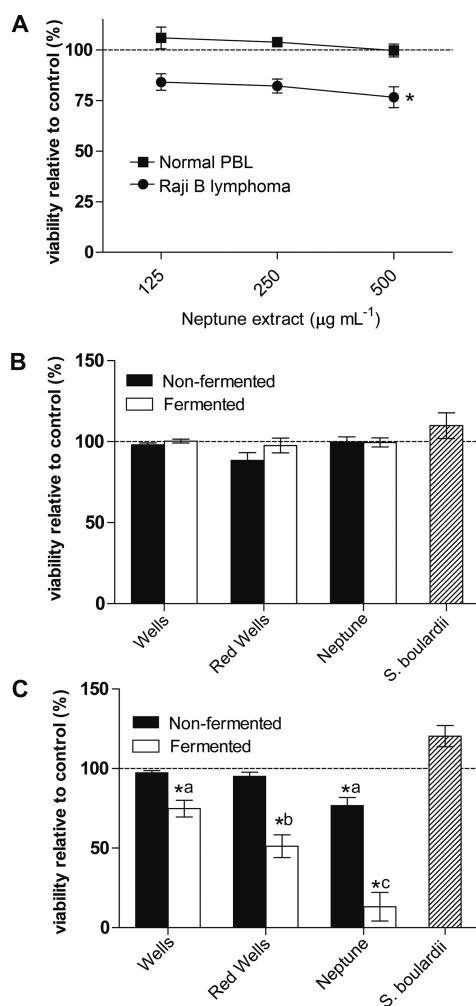 A
viability relative to control (%)
100
75
50
25
0
Normal PBL
Raji B lymphoma
*
125
250
500
Neptune extract (µg mL⁻¹)
B
viability relative to control (%)
150
100
50
0
Non-fermented
Fermented
Wells
Red Wells
Neptune
S. boulardii
C
viability relative to control (%)
150
100
50
0
Non-fermented
Fermented
*a
*b
*a
*c
Wells
Red Wells
Neptune
S. boulardii